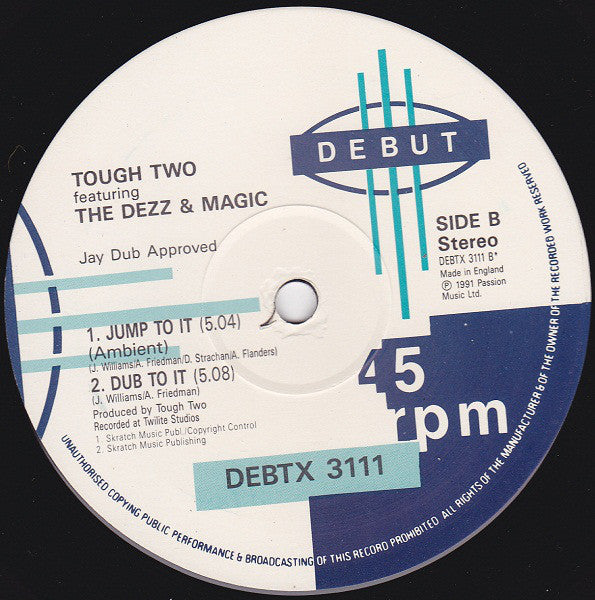 DEBUT
TOUGH TWO
featuring
THE DEZZ & MAGIC
Jay Dub Approved
SIDE B
Stereo
DEBTX 3111 B*
Made in England
℗ 1991 Passion
Music Ltd.
1. JUMP TO IT (5.04)
(Ambient)
(J. Williams/A. Friedman/D. Strachan/A. Flanders)
2. DUB TO IT (5.08)
(J. Williams/A. Friedman)
Produced by Tough Two
Recorded at Twilite Studios
1. Skratch Music Publ./Copyright Control
2. Skratch Music Publishing
45
rpm
DEBTX 3111
UNAUTHORISED COPYING PUBLIC PERFORMANCE & BROADCASTING OF THIS RECORD PROHIBITED ALL RIGHTS OF THE MANUFACTURER & OF THE OWNER OF THE RECORDED WORK RESERVED